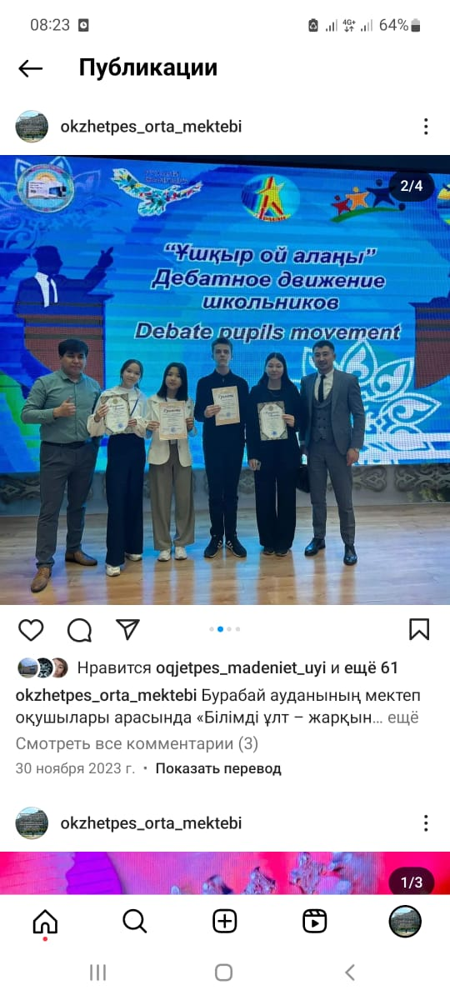 08:23
4G+
64%
Публикации
okzhetpes_orta_mektebi
2/4
“Ұшқыр ой алаңы”
Дебатное движение
школьников
Debate pupils movement
Грамота
Нравится oqjetpes_madeniet_uyi и ещё 61
okzhetpes_orta_mektebi Бурабай ауданының мектеп
оқушылары арасында «Білімді ұлт – жарқын... ещё
Смотреть все комментарии (3)
30 ноября 2023 г. • Показать перевод
okzhetpes_orta_mektebi
1/3